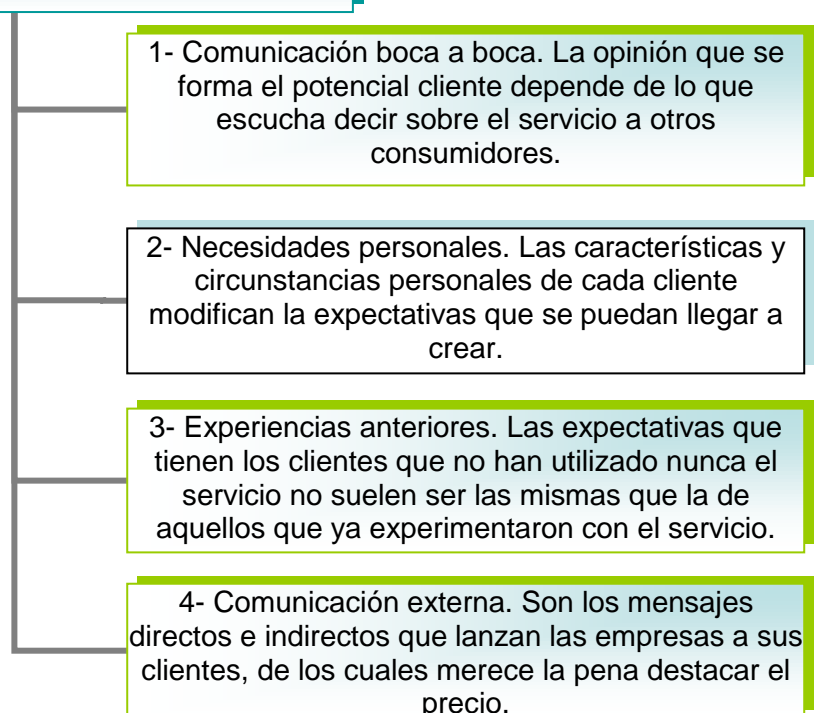 1- Comunicación boca a boca. La opinión que se
forma el potencial cliente depende de lo que
escucha decir sobre el servicio a otros
consumidores.
2- Necesidades personales. Las características y
circunstancias personales de cada cliente
modifican la expectativas que se puedan llegar a
crear.
3- Experiencias anteriores. Las expectativas que
tienen los clientes que no han utilizado nunca el
servicio no suelen ser las mismas que la de
aquellos que ya experimentaron con el servicio.
4- Comunicación externa. Son los mensajes
directos e indirectos que lanzan las empresas a sus
clientes, de los cuales merece la pena destacar el
precio.